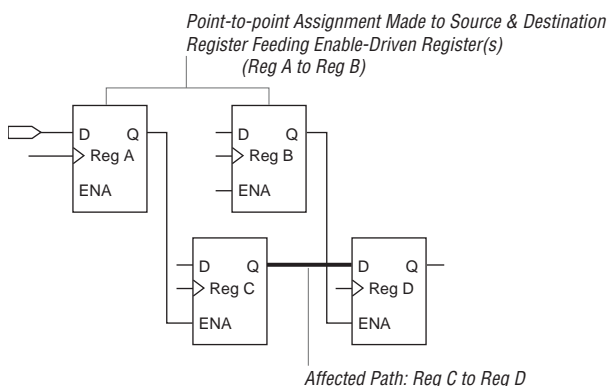 Point-to-point Assignment Made to Source & Destination
Register Feeding Enable-Driven Register(s)
(Reg A to Reg B)
D Q
Reg A
ENA
D Q
Reg B
ENA
D Q
Reg C
ENA
D Q
Reg D
ENA
Affected Path: Reg C to Reg D